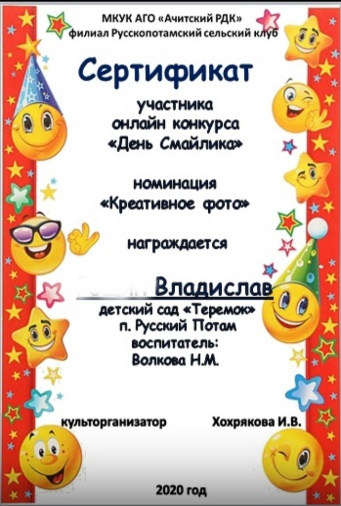 МКУК АГО «Ачитский РДК»
филиал Русскопотамский сельский клуб
Сертификат
участника
онлайн конкурса
«День Смайлика»
номинация
«Креативное фото»
награждается
Владислав
детский сад «Теремок»
п. Русский Потам
воспитатель:
Волкова Н.М.
культорганизатор Хохрякова И.В.
2020 год